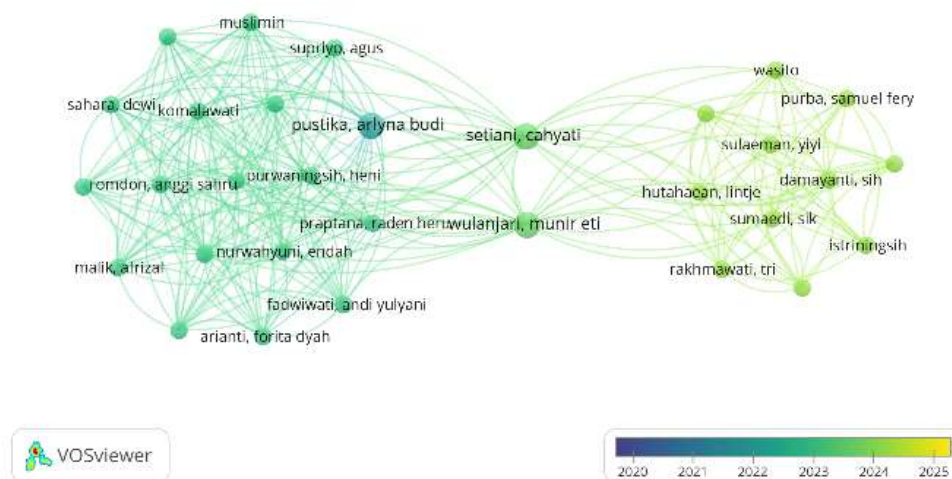 muslimin
supriyo, agus
wasito
sahara, dewi
komalawati
purba, samuel fery
pustika, arlyna budi
setiani, cahyati
sulaeman, yiyi
romdon, anggi sahru
purwaningsih, heni
hutahaean, lintje
damayanti, sih
praptana, raden heru
wulanjari, munir eti
sumaedi, sik
nurwahyuni, endah
istriningsih
malik, afrizal
rakhmawati, tri
fadwiwati, andi yulyani
arianti, forita dyah
VOSviewer
2020 2021 2022 2023 2024 2025